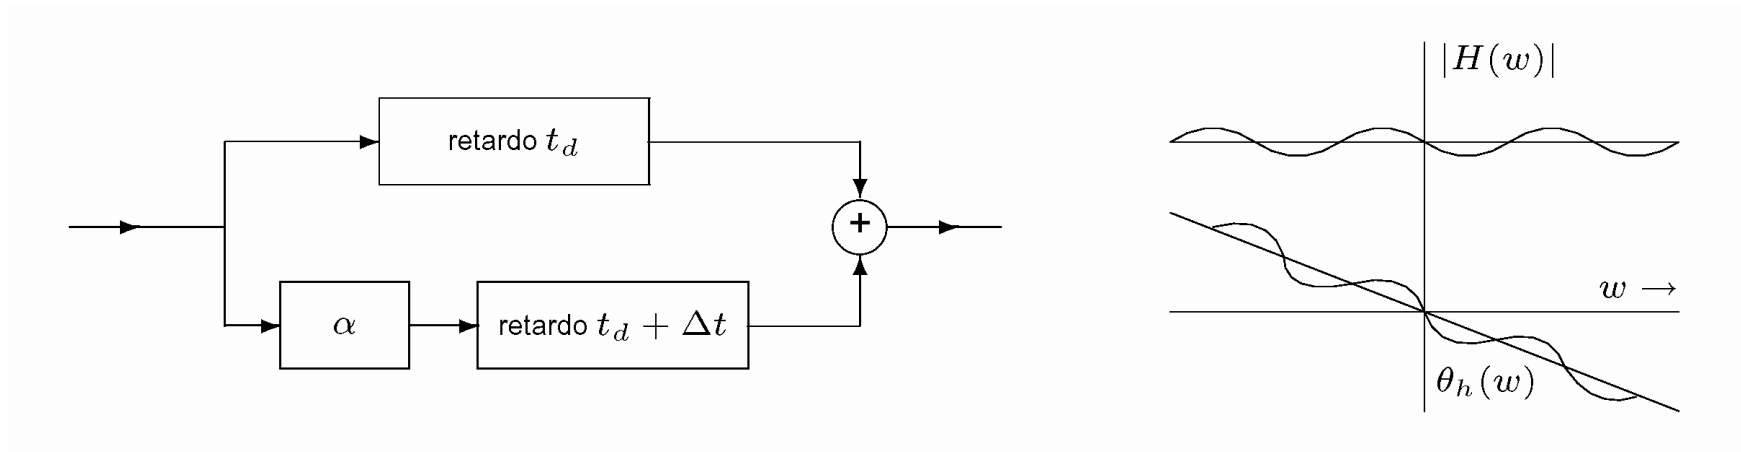 retardo t_d
+
α
retardo t_d + Δt
|H(w)|
w →
θ_h(w)